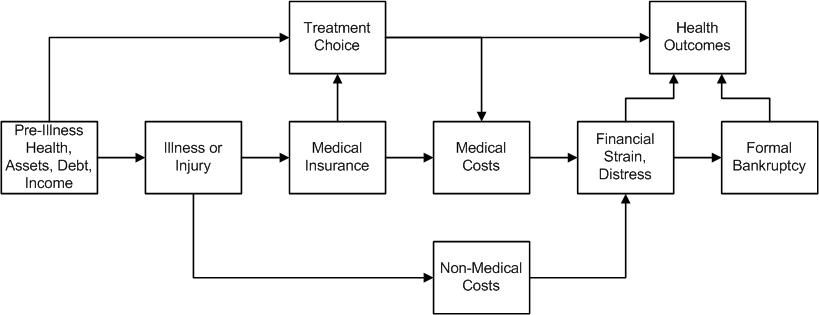 Treatment
Choice
Health
Outcomes
Pre-Illness
Health,
Assets, Debt,
Income
Illness or
Injury
Medical
Insurance
Medical
Costs
Financial
Strain,
Distress
Formal
Bankruptcy
Non-Medical
Costs